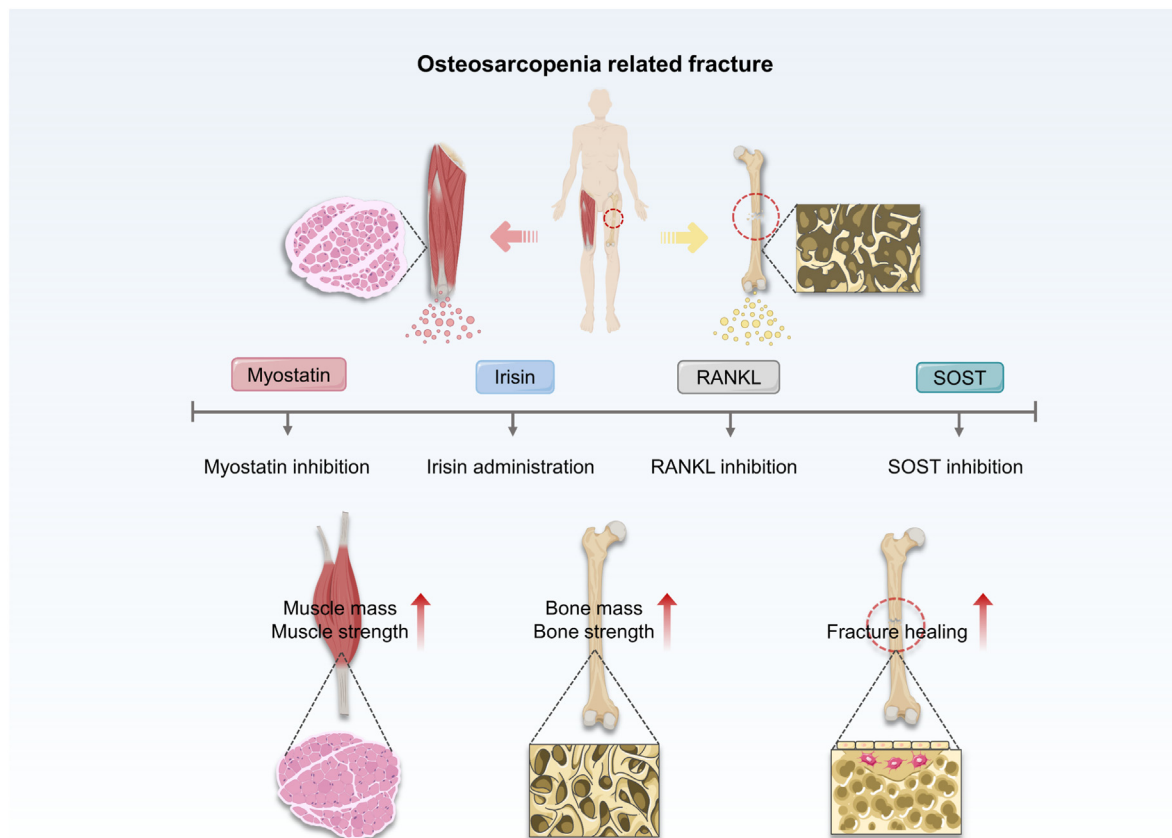 Osteosarcopenia related fracture
Myostatin
Irisin
RANKL
SOST
Myostatin inhibition
Irisin administration
RANKL inhibition
SOST inhibition
Muscle mass
Muscle strength
Bone mass
Bone strength
Fracture healing